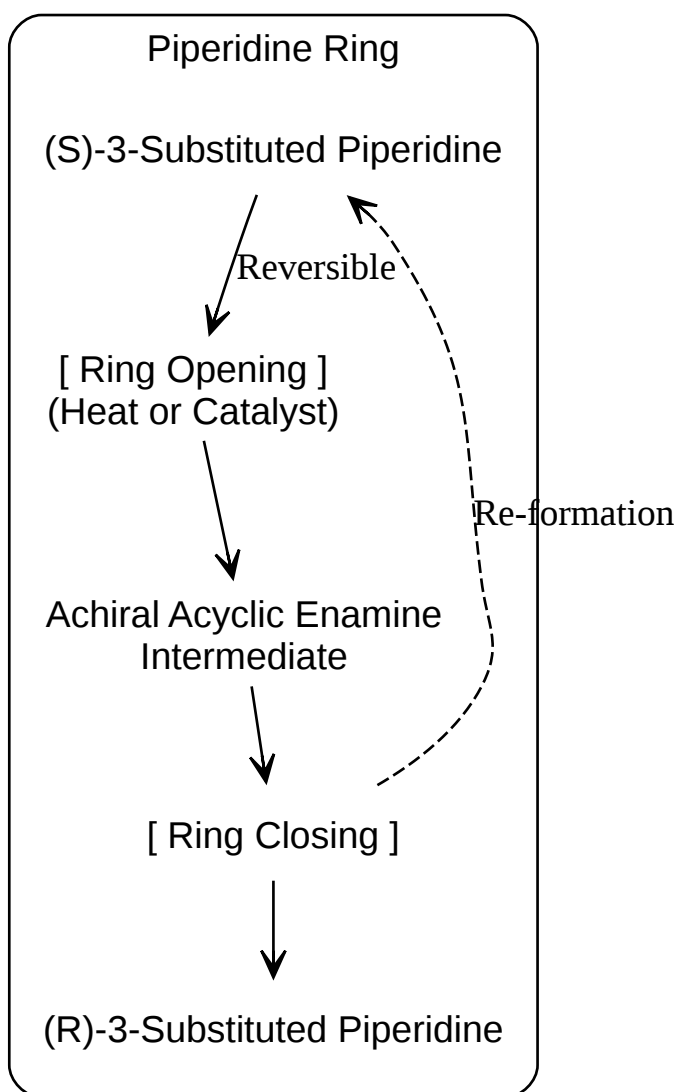 Piperidine Ring
(S)-3-Substituted Piperidine
Reversible
[ Ring Opening ]
(Heat or Catalyst)
Re-formation
Achiral Acyclic Enamine
Intermediate
[ Ring Closing ]
(R)-3-Substituted Piperidine